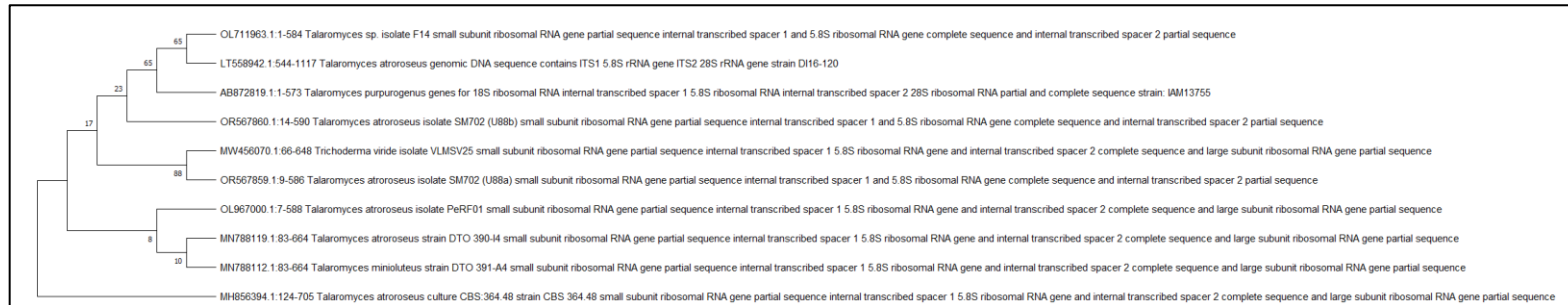 OL711963.1:1-584 Talaromyces sp. isolate F14 small subunit ribosomal RNA gene partial sequence internal transcribed spacer 1 and 5.8S ribosomal RNA gene complete sequence and internal transcribed spacer 2 partial sequence
65
LT558942.1:544-1117 Talaromyces atroroseus genomic DNA sequence contains ITS1 5.8S rRNA gene ITS2 28S rRNA gene strain DI16-120
65
AB872819.1:1-573 Talaromyces purpurogenus genes for 18S ribosomal RNA internal transcribed spacer 1 5.8S ribosomal RNA internal transcribed spacer 2 28S ribosomal RNA partial and complete sequence strain: IAM13755
23
OR567860.1:14-590 Talaromyces atroroseus isolate SM702 (U88b) small subunit ribosomal RNA gene partial sequence internal transcribed spacer 1 and 5.8S ribosomal RNA gene complete sequence and internal transcribed spacer 2 partial sequence
17
MW456070.1:66-648 Trichoderma viride isolate VLMSV25 small subunit ribosomal RNA gene partial sequence internal transcribed spacer 1 5.8S ribosomal RNA gene and internal transcribed spacer 2 complete sequence and large subunit ribosomal RNA gene partial sequence
88
OR567859.1:9-586 Talaromyces atroroseus isolate SM702 (U88a) small subunit ribosomal RNA gene partial sequence internal transcribed spacer 1 and 5.8S ribosomal RNA gene complete sequence and internal transcribed spacer 2 partial sequence
OL967000.1:7-588 Talaromyces atroroseus isolate PeRF01 small subunit ribosomal RNA gene partial sequence internal transcribed spacer 1 5.8S ribosomal RNA gene and internal transcribed spacer 2 complete sequence and large subunit ribosomal RNA gene partial sequence
8
MN788119.1:83-664 Talaromyces atroroseus strain DTO 390-I4 small subunit ribosomal RNA gene partial sequence internal transcribed spacer 1 5.8S ribosomal RNA gene and internal transcribed spacer 2 complete sequence and large subunit ribosomal RNA gene partial sequence
10
MN788112.1:83-664 Talaromyces minioluteus strain DTO 391-A4 small subunit ribosomal RNA gene partial sequence internal transcribed spacer 1 5.8S ribosomal RNA gene and internal transcribed spacer 2 complete sequence and large subunit ribosomal RNA gene partial sequence
MH856394.1:124-705 Talaromyces atroroseus culture CBS:364.48 strain CBS 364.48 small subunit ribosomal RNA gene partial sequence internal transcribed spacer 1 5.8S ribosomal RNA gene and internal transcribed spacer 2 complete sequence and large subunit ribosomal RNA gene partial sequence